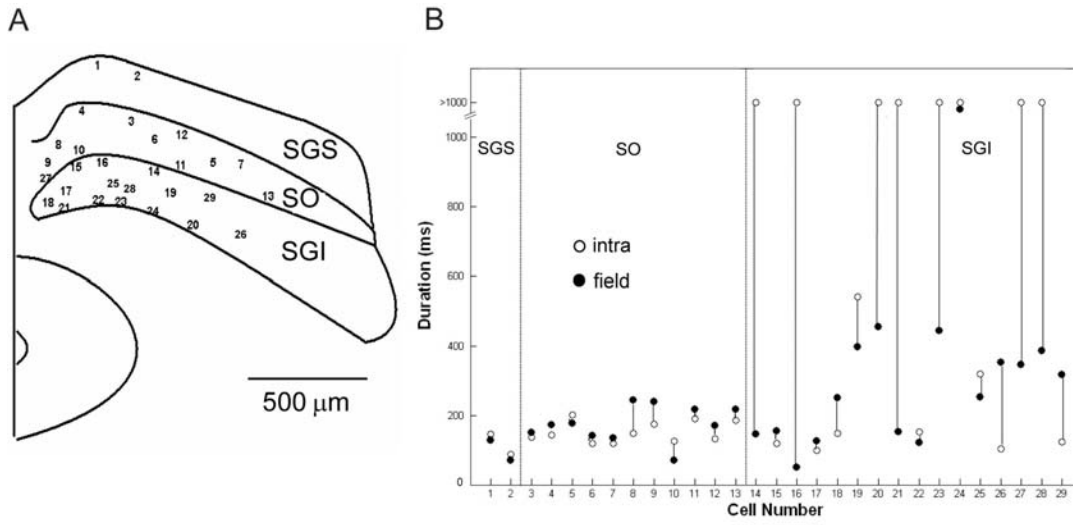 A
1
2
4
3
12
6
8
10
SGS
9
15
16
14
11
5
7
27
25
28
19
29
13
SO
17
18
21
22
23
24
20
26
SGI
500 μm
B
>1000
1000
800
600
400
200
0
Duration (ms)
SGS
SO
SGI
intra
field
1 2 3 4 5 6 7 8 9 10 11 12 13 14 15 16 17 18 19 20 21 22 23 24 25 26 27 28 29
Cell Number